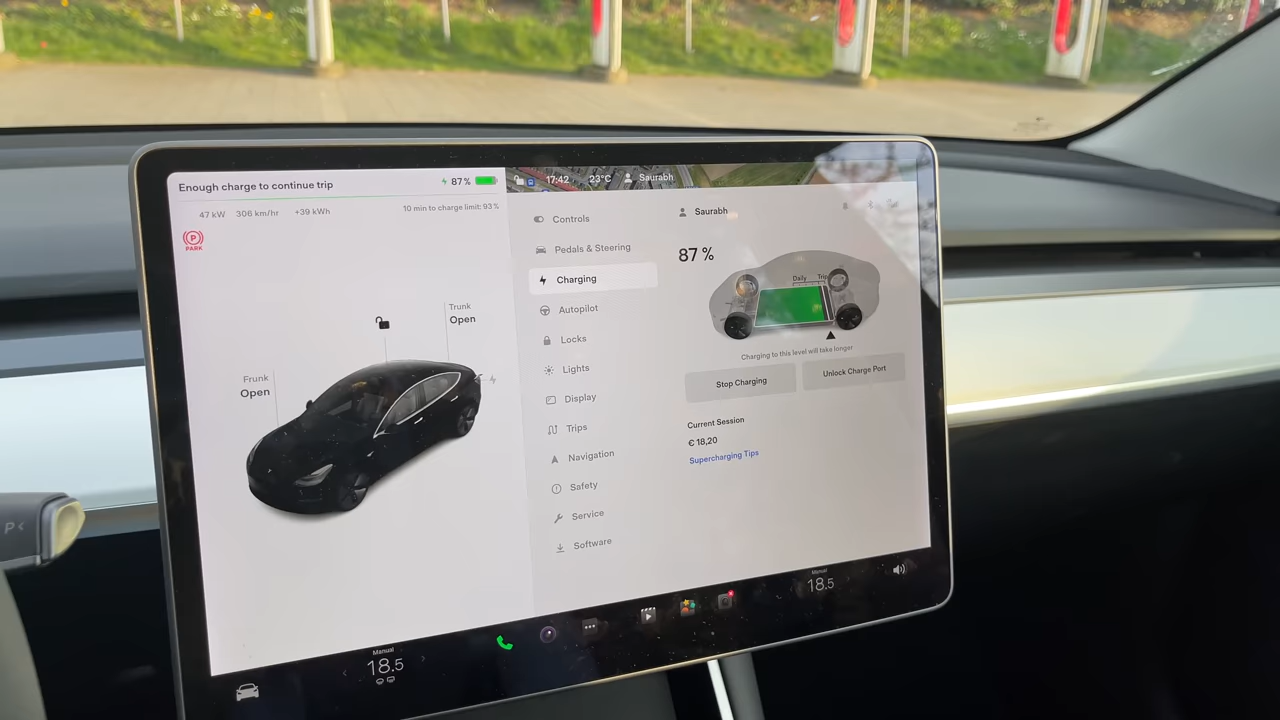 Enough charge to continue trip
87 %
47 kW 306 km/hr +39 kWh
10 min to charge limit: 93 %
P
PARK
Trunk
Open
Frunk
Open
17:42 23°C Saurabh
Controls
Pedals & Steering
Charging
Autopilot
Locks
Lights
Display
Trips
Navigation
Safety
Service
Software
Saurabh
87 %
Daily Trip
Charging to this level will take longer
Stop Charging
Unlock Charge Port
Current Session
€ 18,20
Supercharging Tips
Manual
18.5
Manual
18.5
P